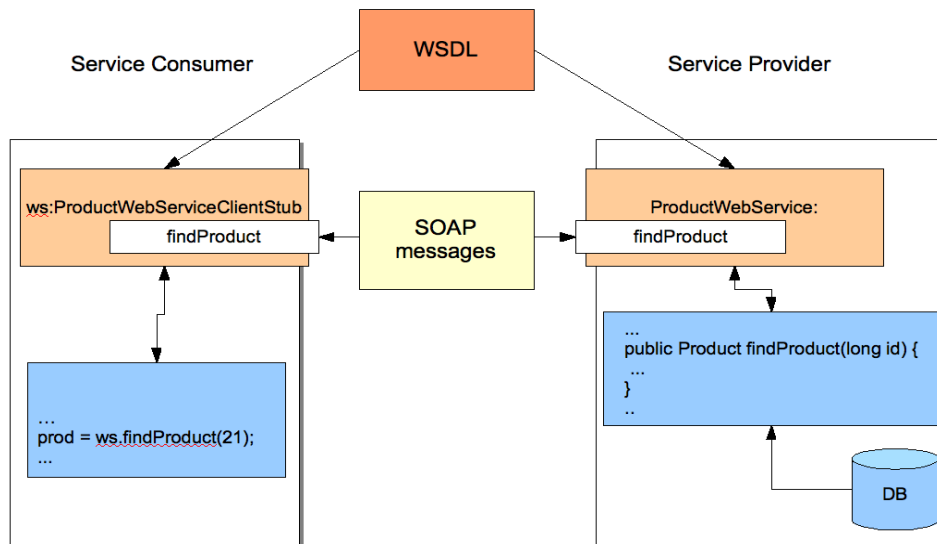 WSDL
Service Consumer
Service Provider
ws:ProductWebServiceClientStub
findProduct
SOAP
messages
ProductWebService:
findProduct
...
prod = ws.findProduct(21);
...
...
public Product findProduct(long id) {
...
}
..
DB